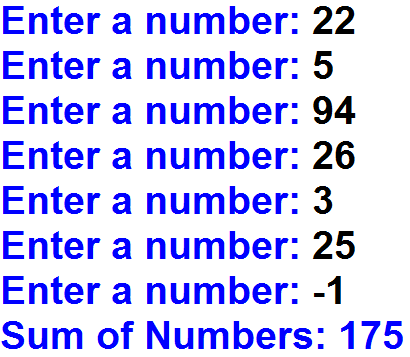 Enter a number: 22
Enter a number: 5
Enter a number: 94
Enter a number: 26
Enter a number: 3
Enter a number: 25
Enter a number: -1
Sum of Numbers: 175